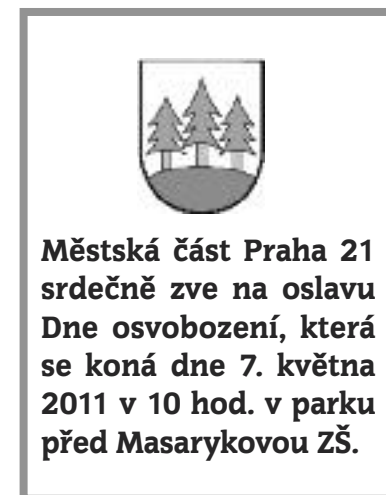 Městská část Praha 21
srdečně zve na oslavu
Dne osvobození, která
se koná dne 7. května
2011 v 10 hod. v parku
před Masarykovou ZŠ.